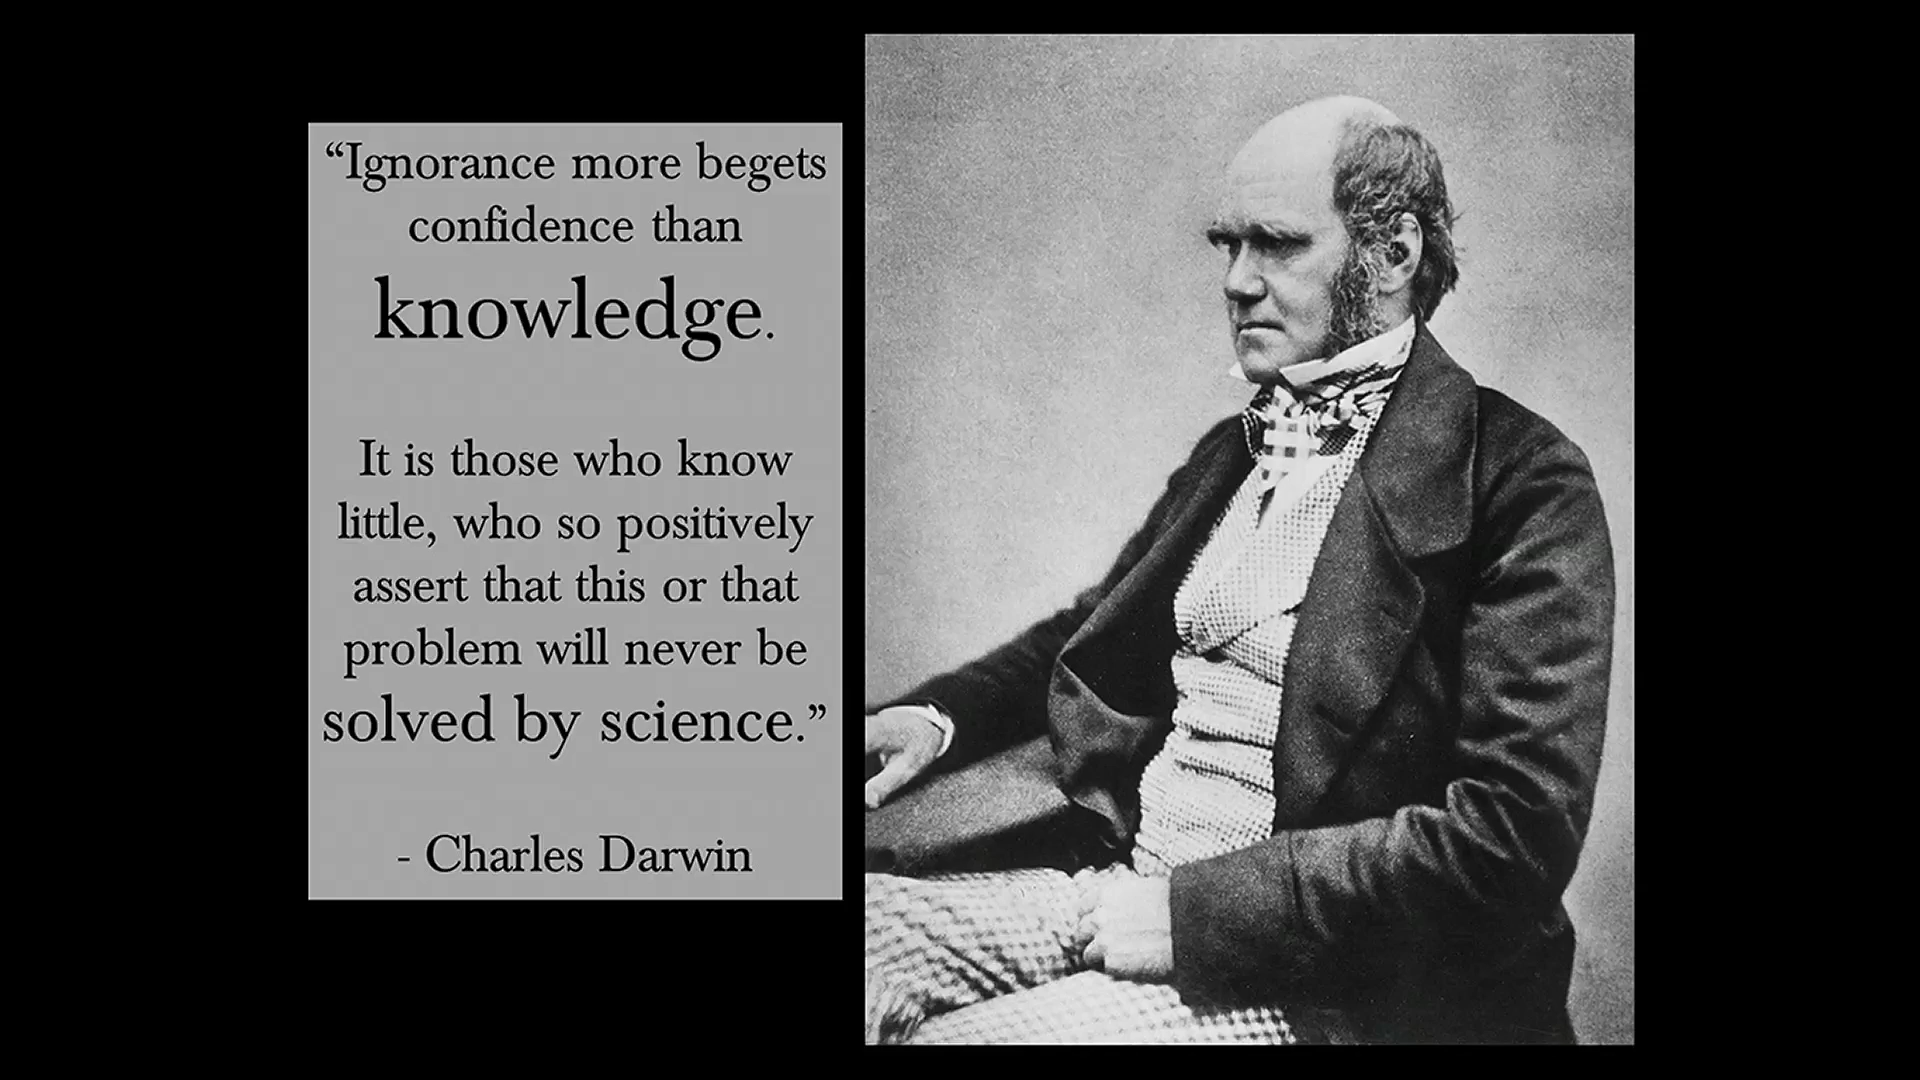 “Ignorance more begets
confidence than
knowledge.
It is those who know
little, who so positively
assert that this or that
problem will never be
solved by science.”
- Charles Darwin